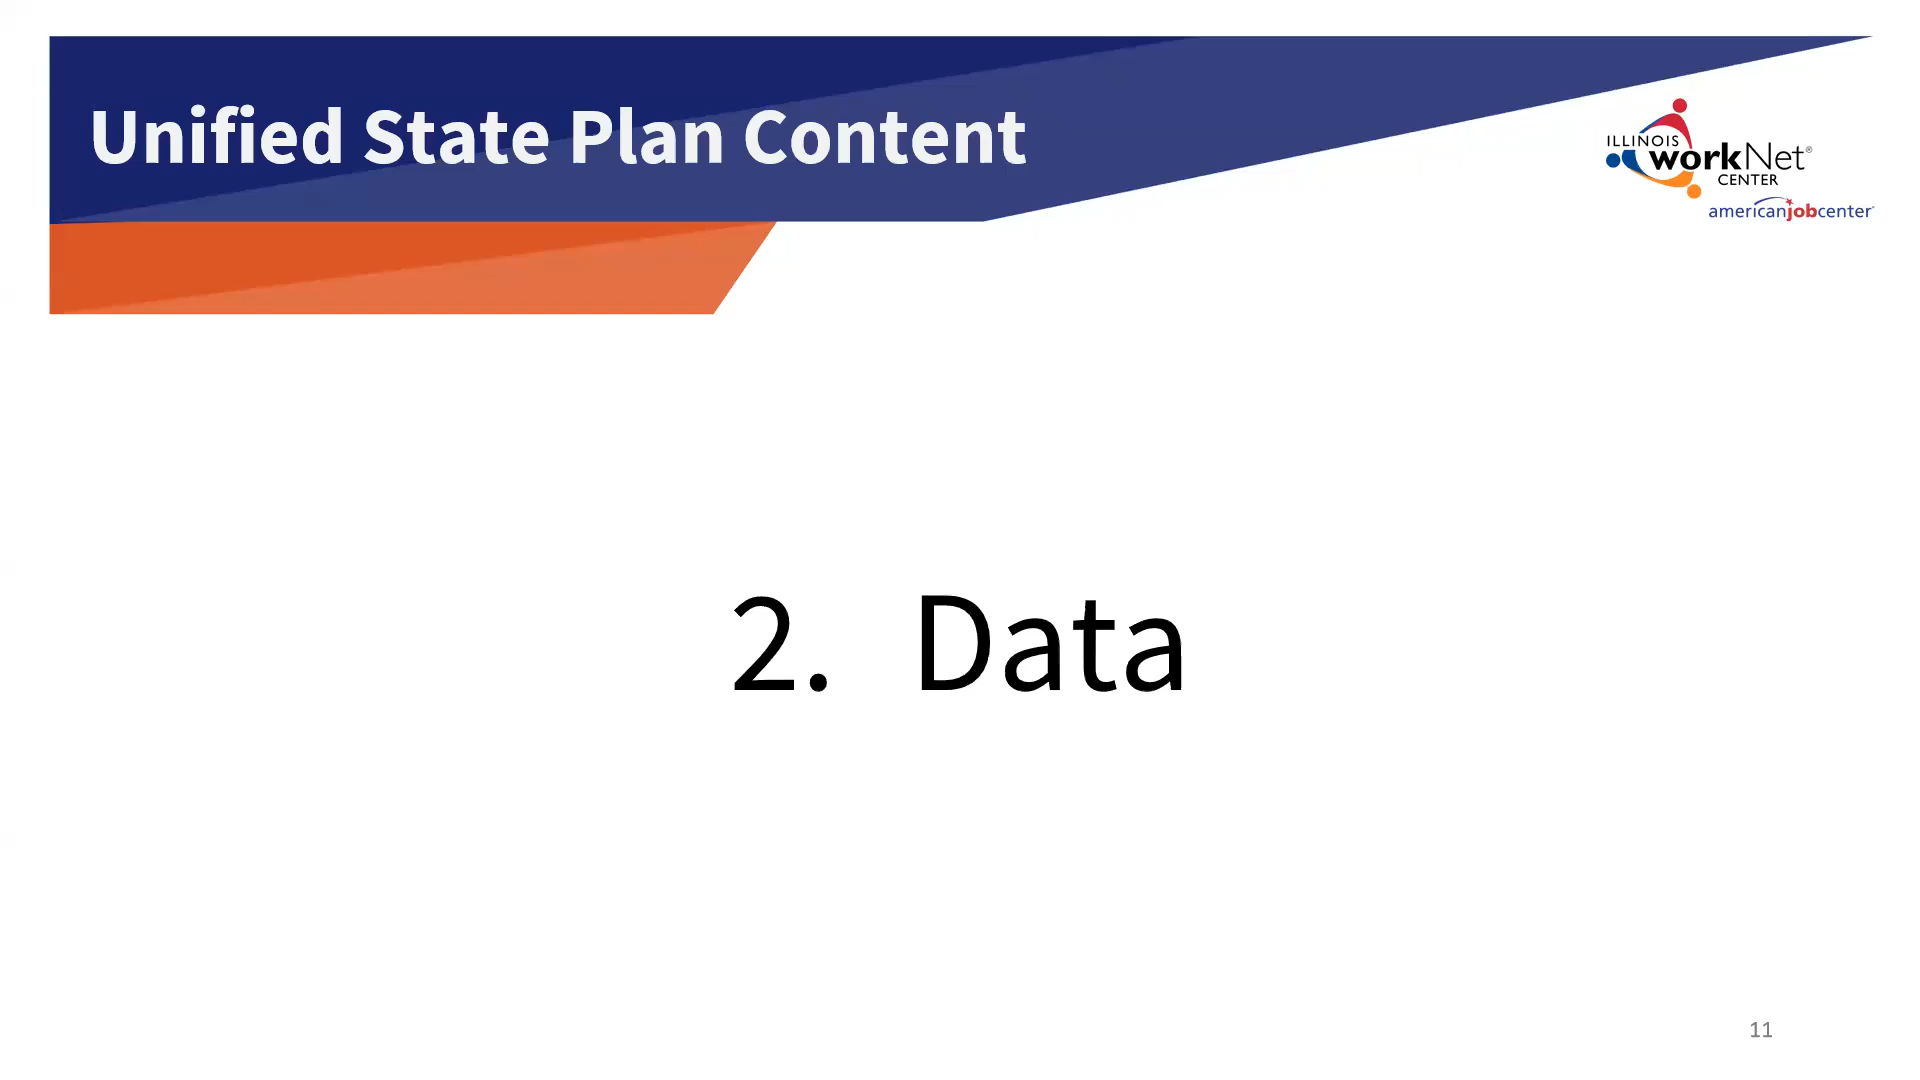 Unified State Plan Content
ILLINOIS
workNet®
CENTER
americanjobcenter®
2. Data
11